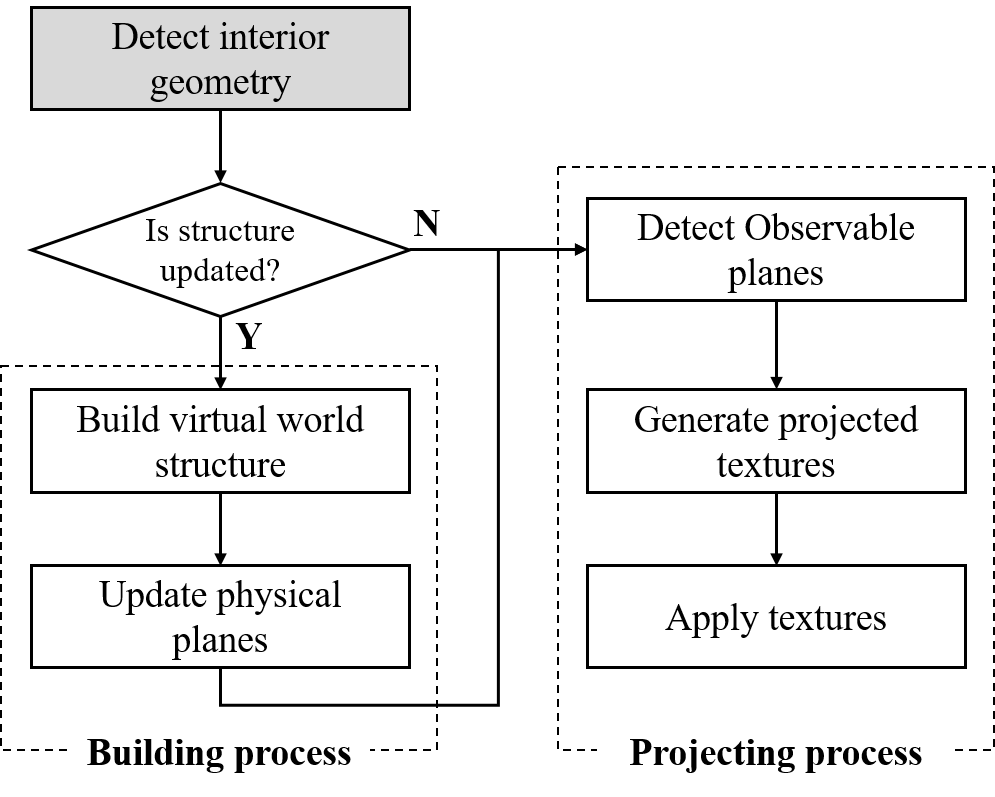 Detect interior
geometry
Is structure
updated?
N
Y
Build virtual world
structure
Update physical
planes
Building process
Detect Observable
planes
Generate projected
textures
Apply textures
Projecting process